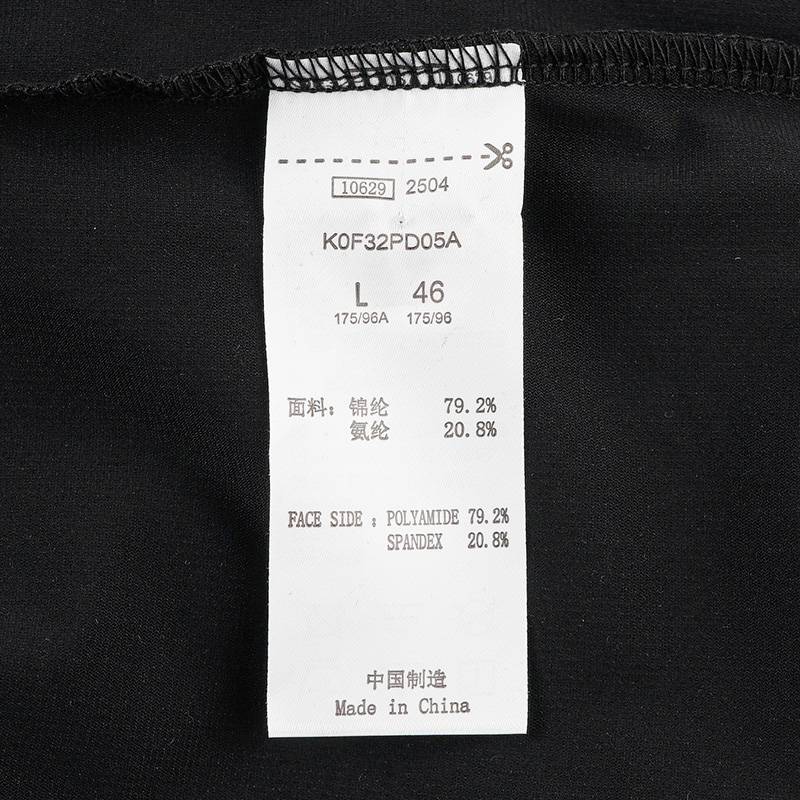 10629 2504
K0F32PD05A
L 46
175/96A 175/96
面料: 锦纶 79.2%
氨纶 20.8%
FACE SIDE : POLYAMIDE 79.2%
SPANDEX 20.8%
中国制造
Made in China